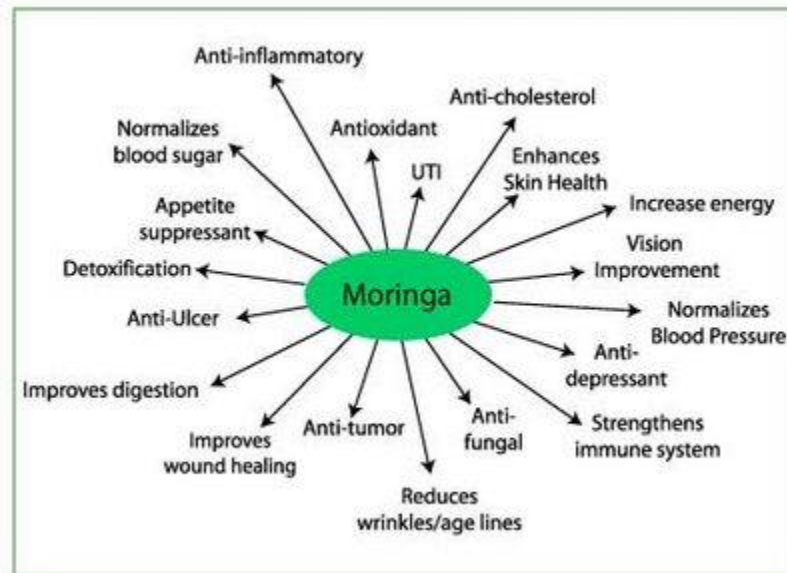 Anti-inflammatory
Anti-cholesterol
Normalizes
blood sugar
Antioxidant
UTI
Enhances
Skin Health
Appetite
suppressant
Increase energy
Detoxification
Vision
Improvement
Moringa
Anti-Ulcer
Normalizes
Blood Pressure
Anti-
depressant
Improves digestion
Improves
wound healing
Anti-tumor
Anti-
fungal
Strengthens
immune system
Reduces
wrinkles/age lines